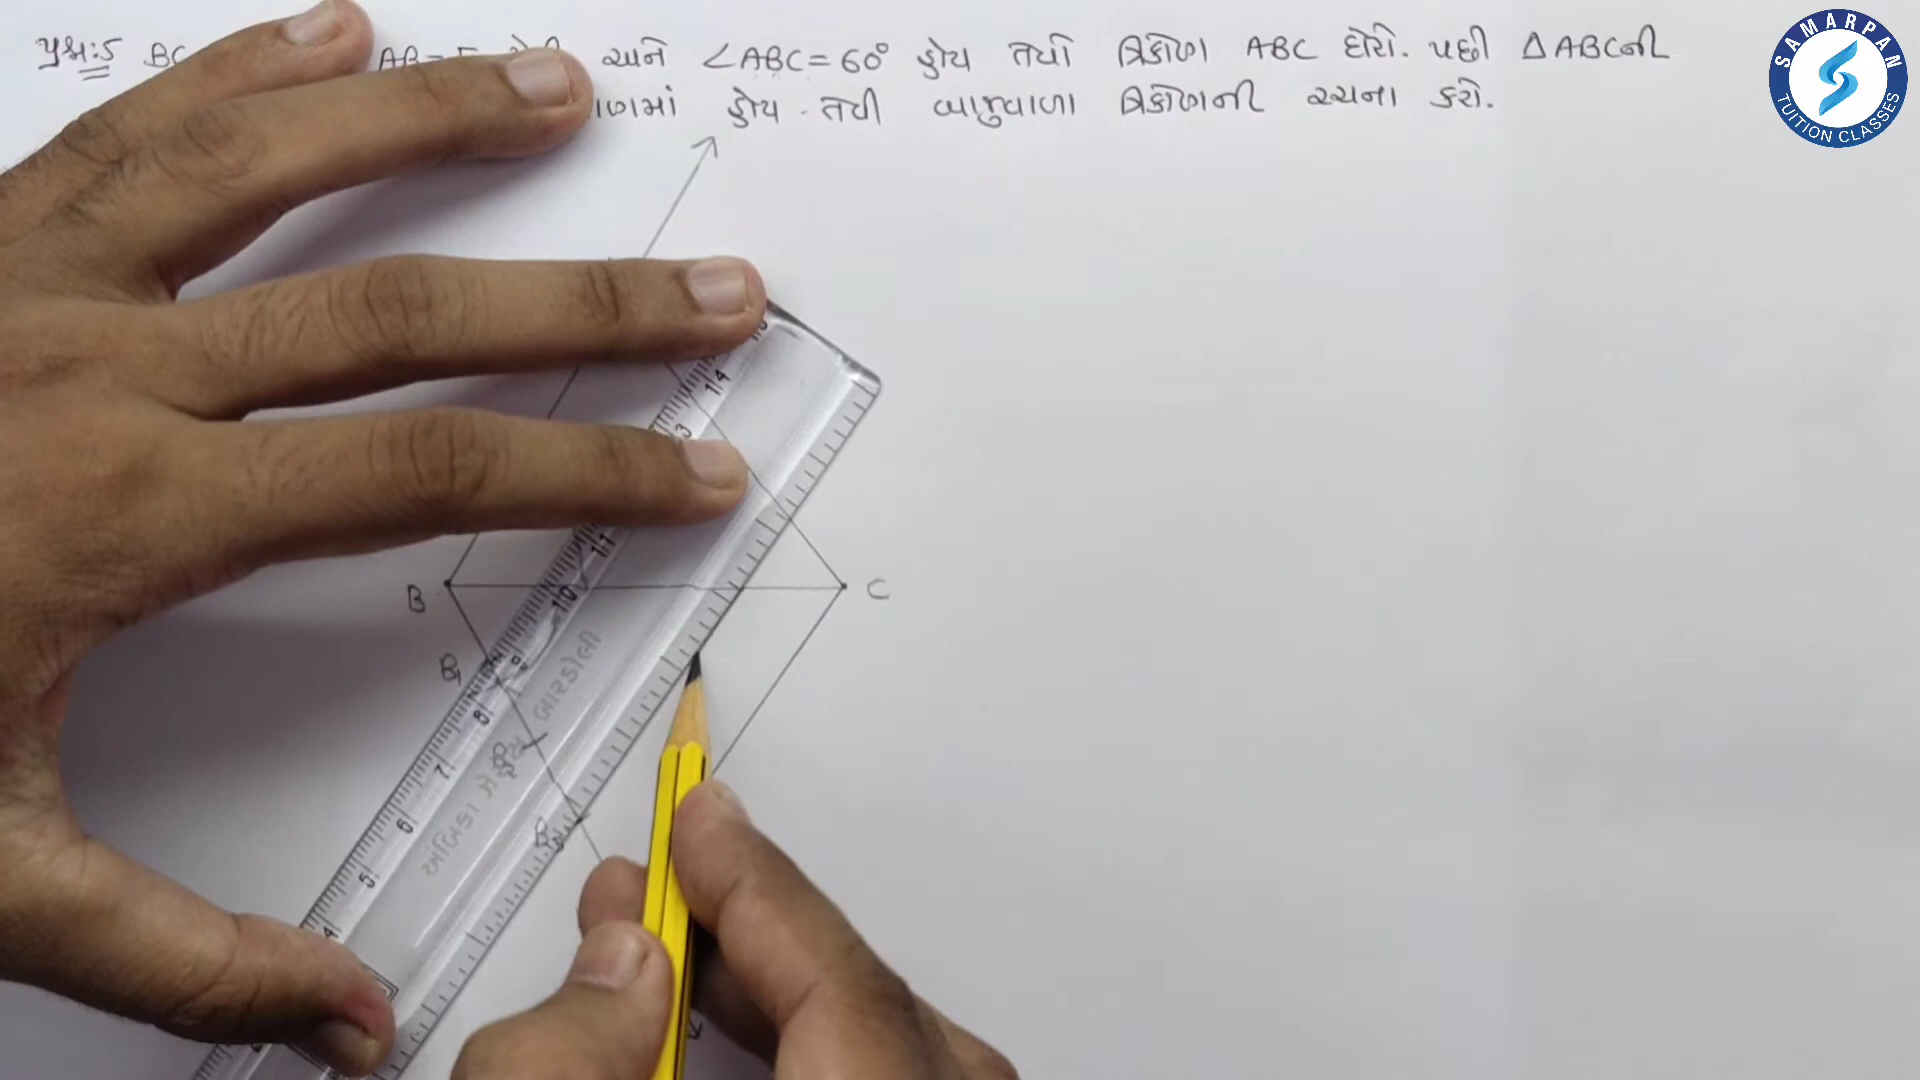 પ્રશ્ન:5 BC AB=5 અને ∠ABC=60° હોય તેવો ત્રિકોણ ABC દોરો. પછી △ABCની
હોય તેવી બાજુવાળા ત્રિકોણની રચના કરો.
SAMARPAN
TUITION CLASSES
B
C
B₁
B₃
14
13
11
10
9
8
7
6
5
4
અંબિકા
બારડોલી